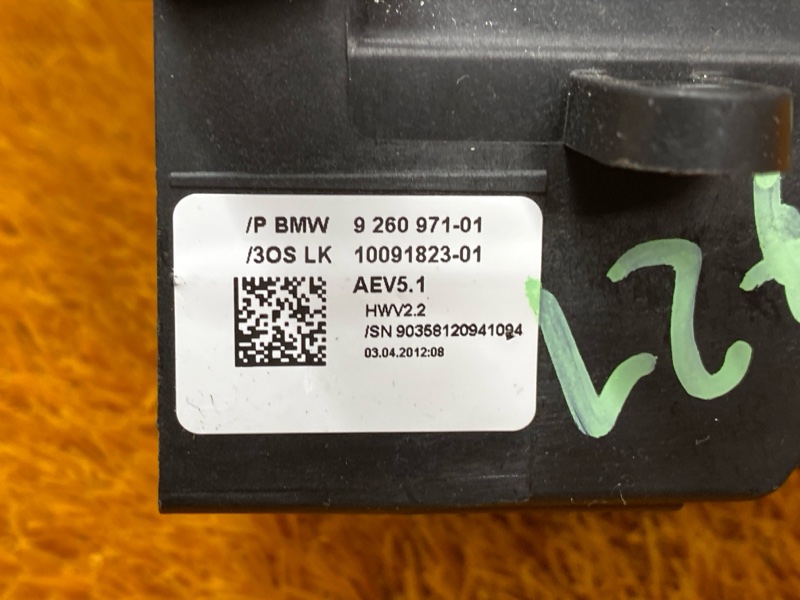 /P BMW 9 260 971-01
/3OS LK 10091823-01
AEV5.1
HWV2.2
/SN 90358120941094
03.04.2012:08